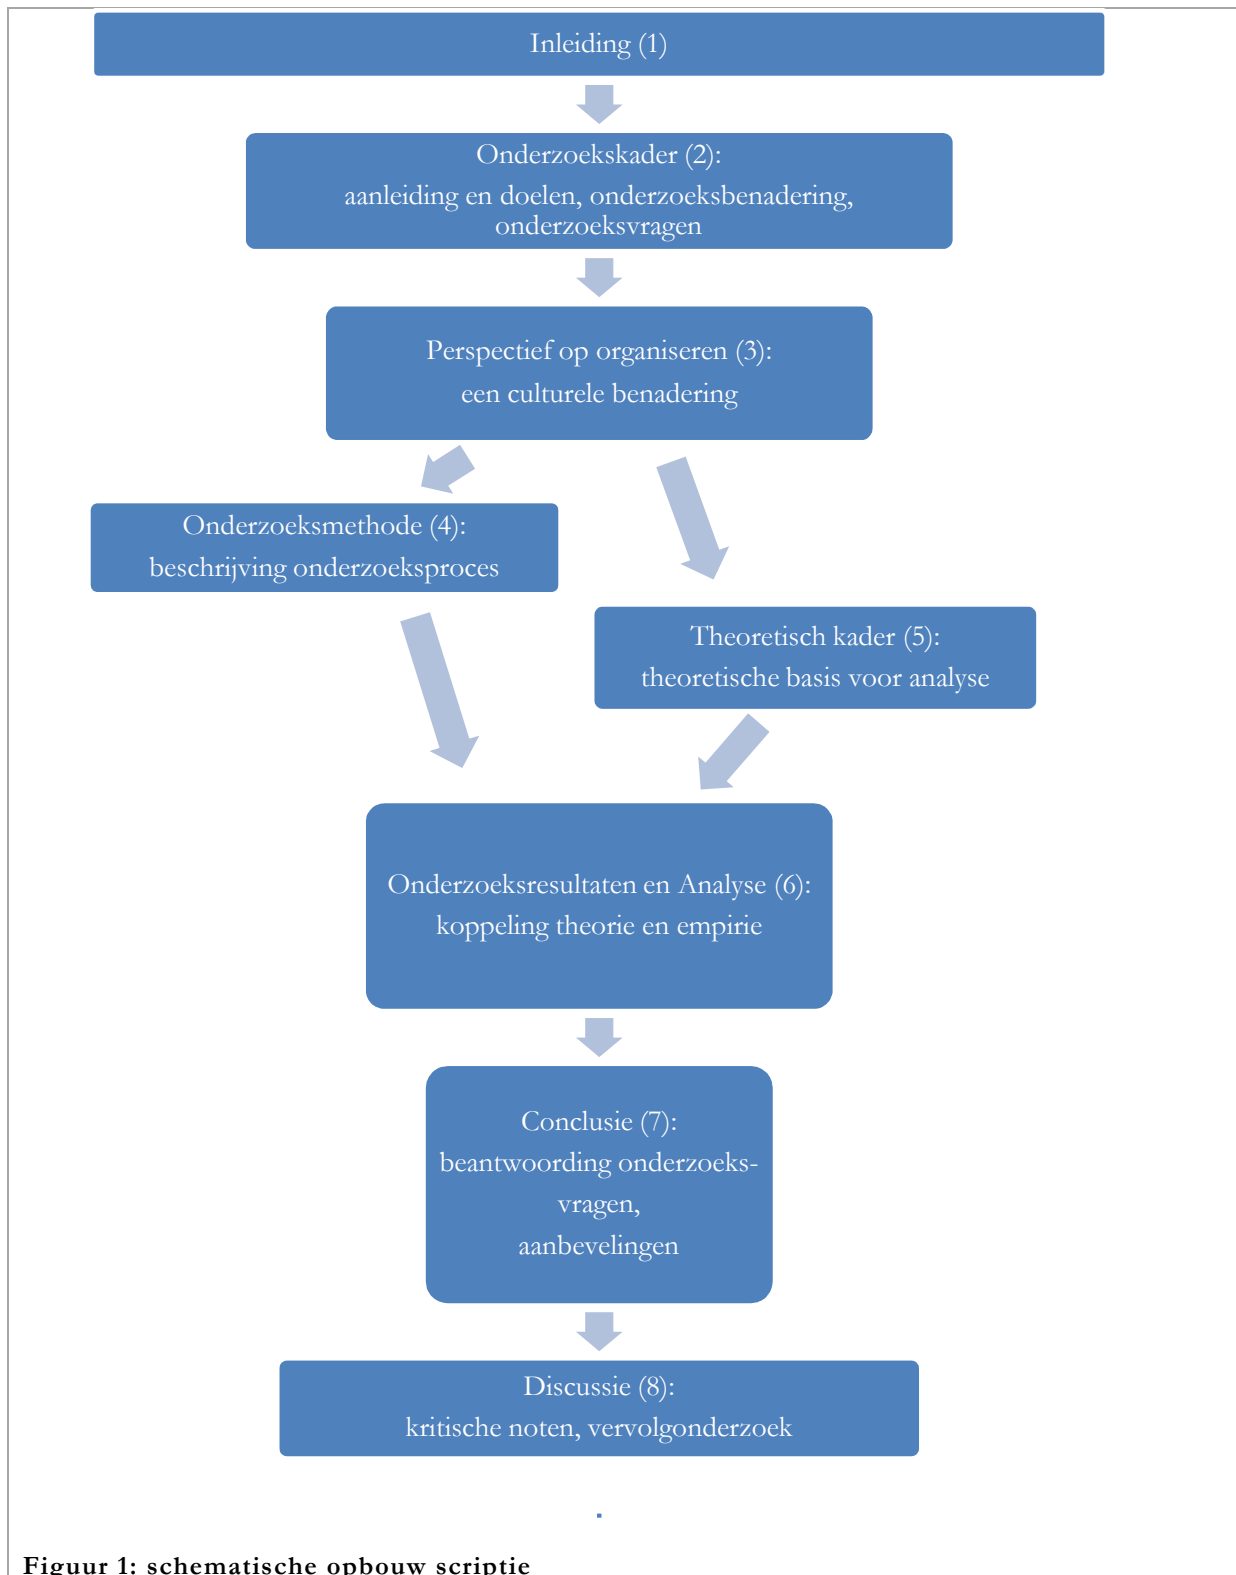 Inleiding (1)
Onderzoekskader (2):
aanleiding en doelen, onderzoeksbenadering,
onderzoeksvragen
Perspectief op organiseren (3):
een culturele benadering
Onderzoeksmethode (4):
beschrijving onderzoeksproces
Theoretisch kader (5):
theoretische basis voor analyse
Onderzoeksresultaten en Analyse (6):
koppeling theorie en empirie
Conclusie (7):
beantwoording onderzoeks-
vragen,
aanbevelingen
Discussie (8):
kritische noten, vervolgonderzoek
Figuur 1: schematische opbouw scriptie